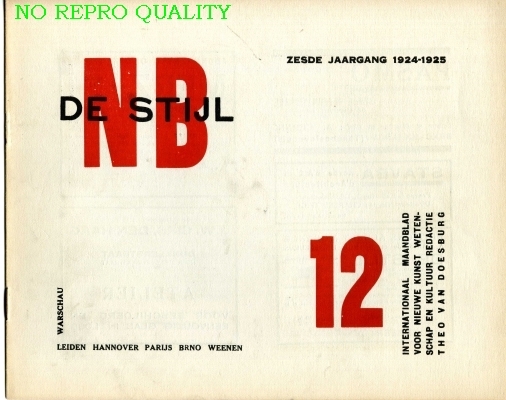 NO REPRO QUALITY
ZESDE JAARGANG 1924-1925
NB
DE STIJL
12
INTERNATIONAAL MAANDBLAD
VOOR NIEUWE KUNST WETEN-
SCHAP EN KULTUUR REDACTIE
THEO VAN DOESBURG
WARSCHAU
LEIDEN HANNOVER PARIJS BRNO WEENEN